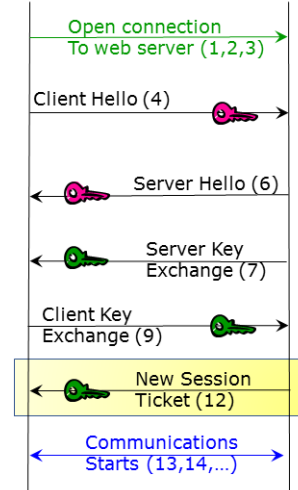 Open connection
To web server (1,2,3)
Client Hello (4)
Server Hello (6)
Server Key
Exchange (7)
Client Key
Exchange (9)
New Session
Ticket (12)
Communications
Starts (13,14,...)